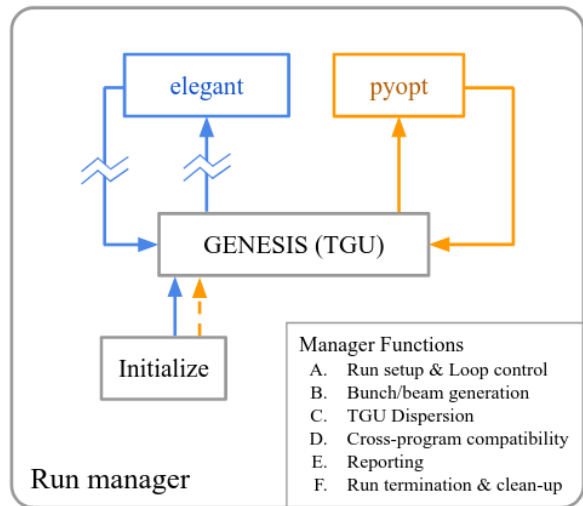 elegant
pyopt
GENESIS (TGU)
Initialize
Manager Functions
A. Run setup & Loop control
B. Bunch/beam generation
C. TGU Dispersion
D. Cross-program compatibility
E. Reporting
F. Run termination & clean-up
Run manager